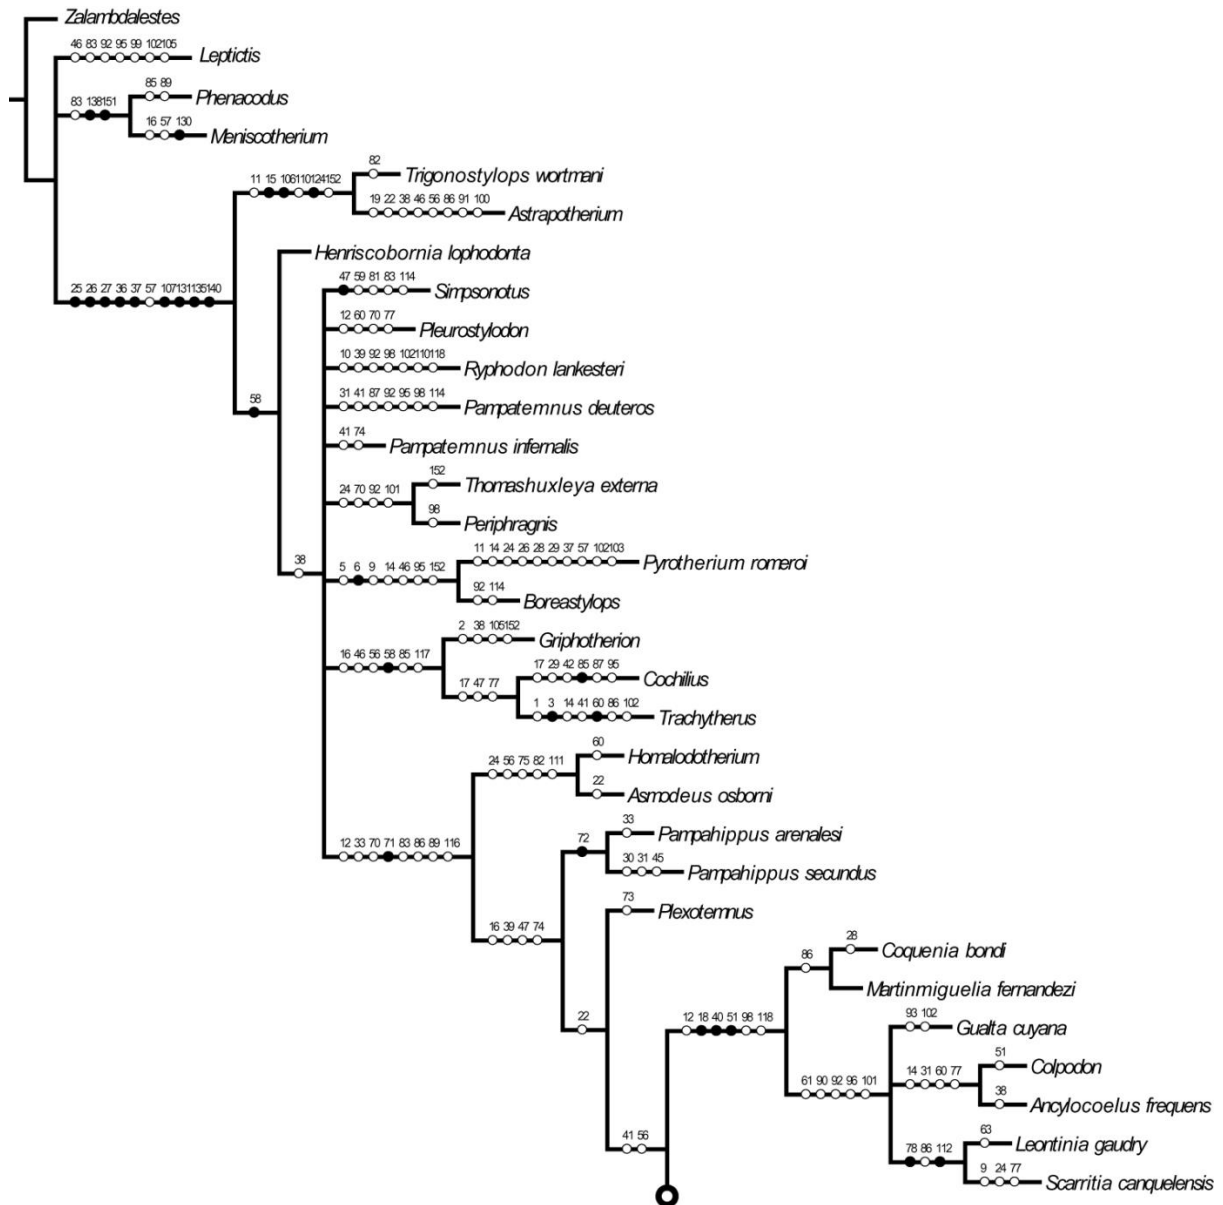 Zalambdalestes
46 83 92 95 99 102105
Leptictis
85 89
Phenacodus
83 138151
16 57 130
Meniscotherium
82
Trigonostylops wortmani
11 15 106110124152
19 22 38 46 56 86 91 100
Astrapotherium
Henriscobornia lophodonta
47 59 81 83 114
Simpsonotus
25 26 27 36 37 57 107131135140
12 60 70 77
Pleurostylodon
10 39 92 98 102110118
Ryphodon lankesteri
58
31 41 87 92 95 98 114
Pampatemnus deuteros
41 74
Pampatemnus infernalis
152
Thomashuxleya externa
24 70 92 101
98
Periphragnis
38
11 14 24 26 28 29 37 57 102103
Pyrotherium romeroi
5 6 9 14 46 95 152
92 114
Boreastylops
2 38 105152
Griphotherion
16 46 56 58 85 117
17 29 42 85 87 95
Cochilius
17 47 77
1 3 14 41 60 86 102
Trachytherus
60
Homalodotherium
24 56 75 82 111
22
Asmodeus osborni
33
Pampahippus arenalesi
12 33 70 71 83 86 89 116
72
30 31 45
Pampahippus secundus
73
Plexotemnus
16 39 47 74
28
Coquenia bondi
86
Martinmiguelia fernandezi
22
12 18 40 51 98 118
93 102
Gualta cuyana
51
Colpodon
61 90 92 96 101
14 31 60 77
38
Ancylocoelus frequens
63
Leontinia gaudry
41 56
78 86 112
9 24 77
Scarritia canquelensis